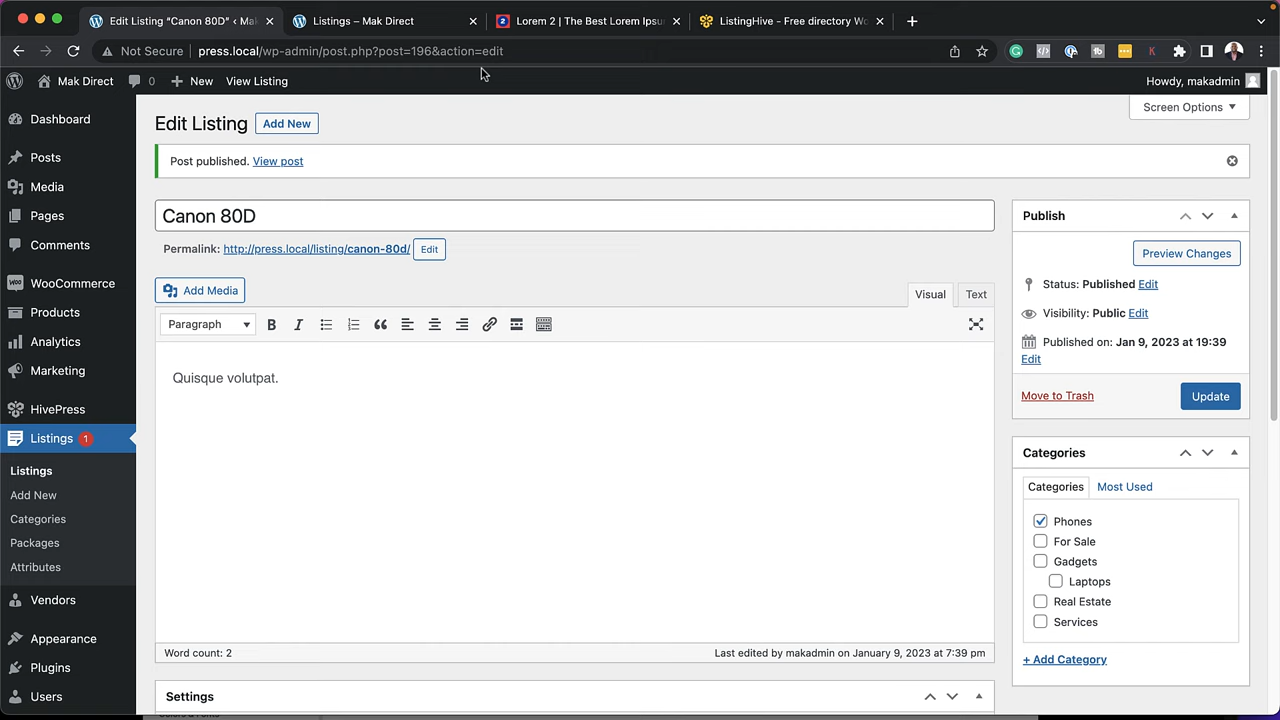 Edit Listing “Canon 80D” ‹ Mak
Listings – Mak Direct
Lorem 2 | The Best Lorem Ipsu
ListingHive - Free directory Wo
Not Secure
press.local/wp-admin/post.php?post=196&action=edit
Mak Direct
0
New
View Listing
Howdy, makadmin
Dashboard
Posts
Media
Pages
Comments
WooCommerce
Products
Analytics
Marketing
HivePress
Listings 1
Listings
Add New
Categories
Packages
Attributes
Vendors
Appearance
Plugins
Users
Screen Options
Edit Listing
Add New
Post published. View post
Canon 80D
Permalink: http://press.local/listing/canon-80d/ Edit
Add Media
Visual
Text
Paragraph
Quisque volutpat.
Word count: 2
Last edited by makadmin on January 9, 2023 at 7:39 pm
Settings
Publish
Preview Changes
Status: Published Edit
Visibility: Public Edit
Published on: Jan 9, 2023 at 19:39
Edit
Move to Trash
Update
Categories
Categories
Most Used
Phones
For Sale
Gadgets
Laptops
Real Estate
Services
+ Add Category